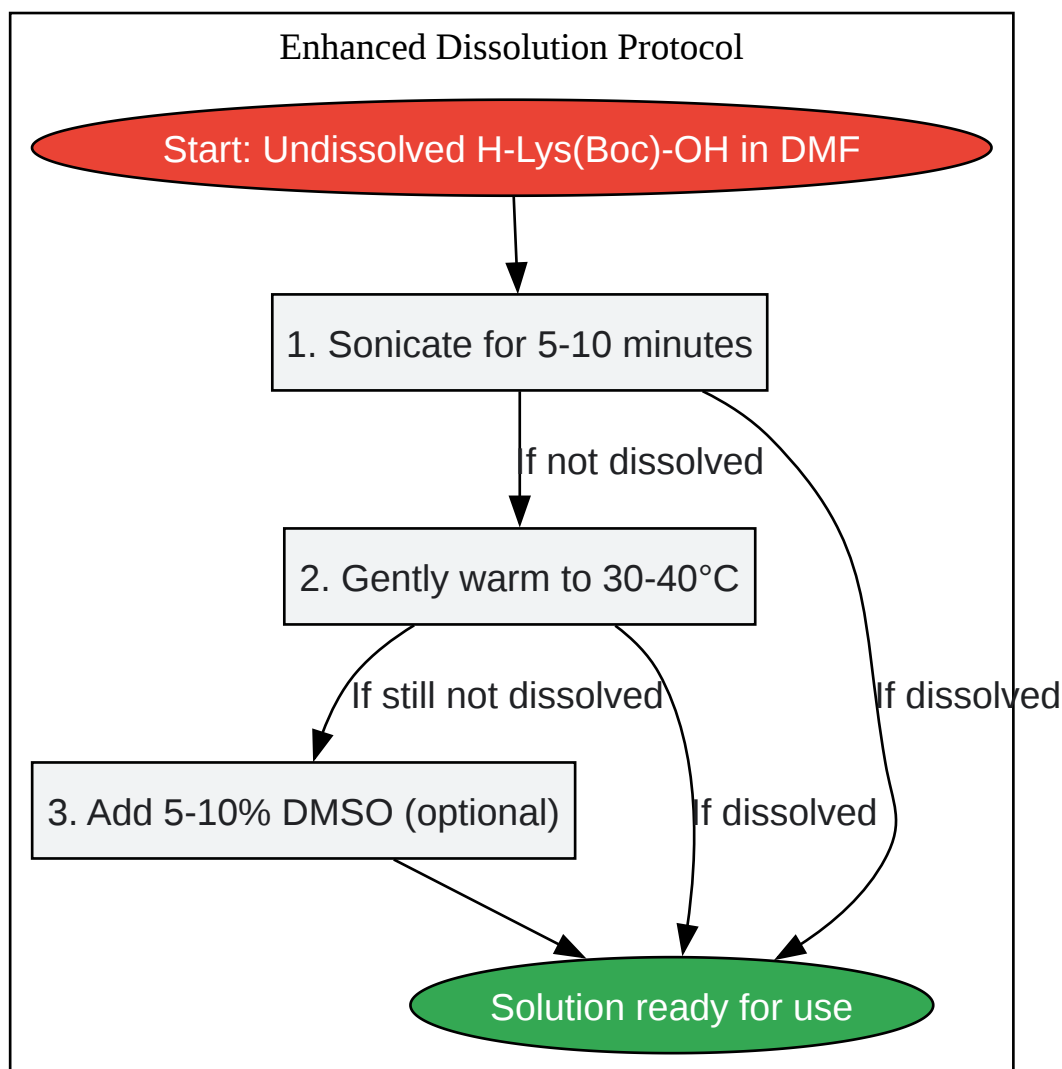 Enhanced Dissolution Protocol
Start: Undissolved H-Lys(Boc)-OH in DMF
1. Sonicate for 5-10 minutes
If not dissolved
2. Gently warm to 30-40°C
If still not dissolved
If dissolved
3. Add 5-10% DMSO (optional)
If dissolved
Solution ready for use